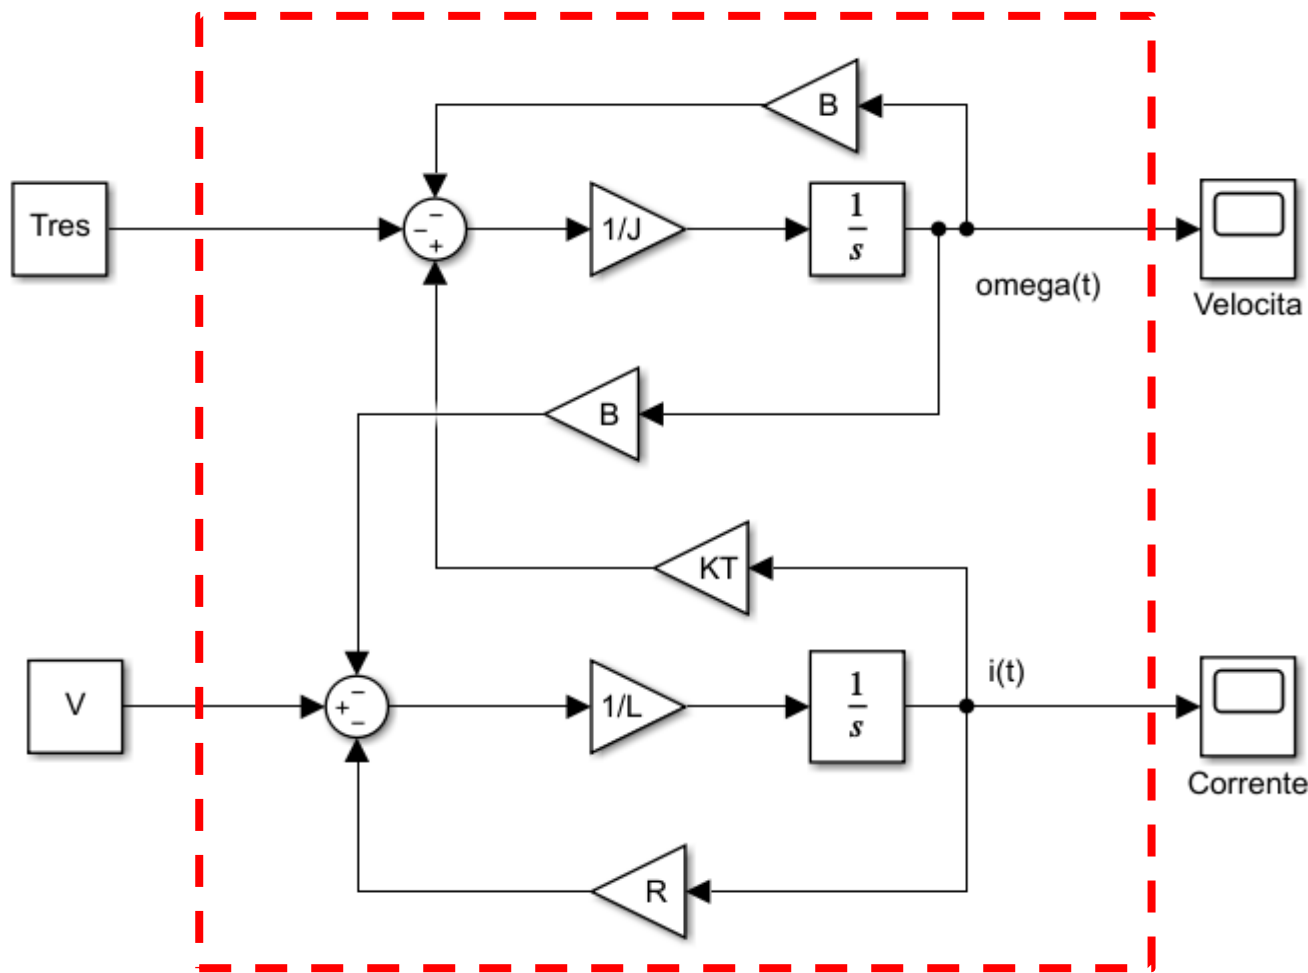 B
Tres
−
−
+
1/J
1
s
omega(t)
Velocita
B
KT
V
−
+
−
1/L
1
s
i(t)
Corrente
R